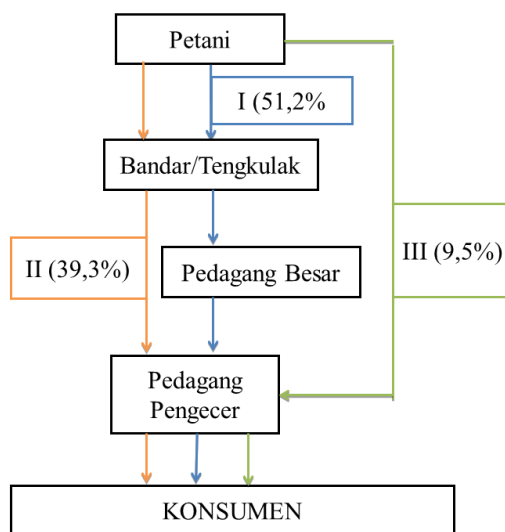 Petani
I (51,2%
Bandar/Tengkulak
II (39,3%)
Pedagang Besar
III (9,5%)
Pedagang
Pengecer
KONSUMEN